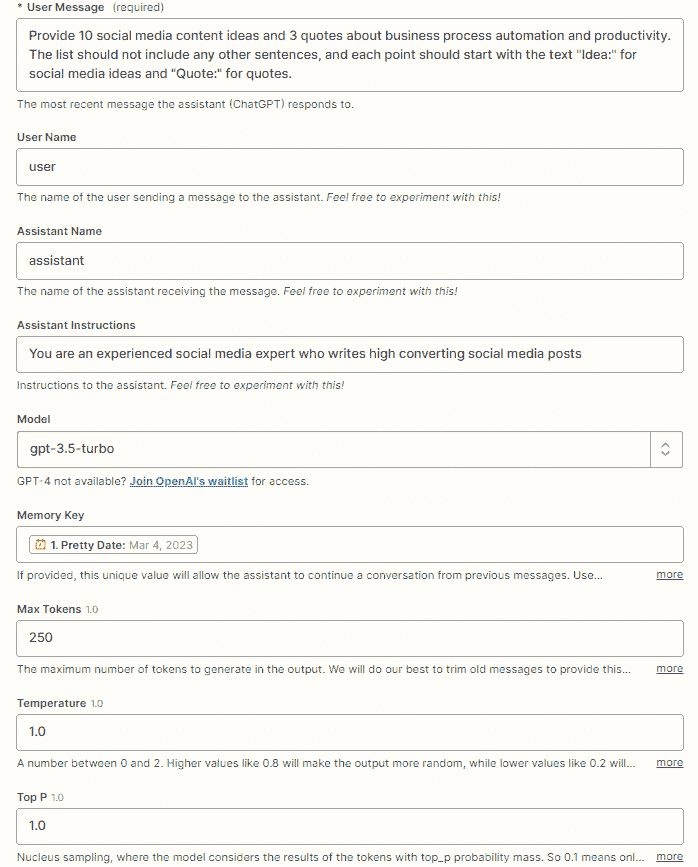 * User Message (required)
Provide 10 social media content ideas and 3 quotes about business process automation and productivity.
The list should not include any other sentences, and each point should start with the text "Idea:" for
social media ideas and "Quote:" for quotes.
The most recent message the assistant (ChatGPT) responds to.
User Name
user
The name of the user sending a message to the assistant. Feel free to experiment with this!
Assistant Name
assistant
The name of the assistant receiving the message. Feel free to experiment with this!
Assistant Instructions
You are an experienced social media expert who writes high converting social media posts
Instructions to the assistant. Feel free to experiment with this!
Model
gpt-3.5-turbo
GPT-4 not available? Join OpenAI's waitlist for access.
Memory Key
1. Pretty Date: Mar 4, 2023
If provided, this unique value will allow the assistant to continue a conversation from previous messages. Use... more
Max Tokens 1.0
250
The maximum number of tokens to generate in the output. We will do our best to trim old messages to provide this... more
Temperature 1.0
1.0
A number between 0 and 2. Higher values like 0.8 will make the output more random, while lower values like 0.2 will... more
Top P 1.0
1.0
Nucleus sampling, where the model considers the results of the tokens with top_p probability mass. So 0.1 means onl... more